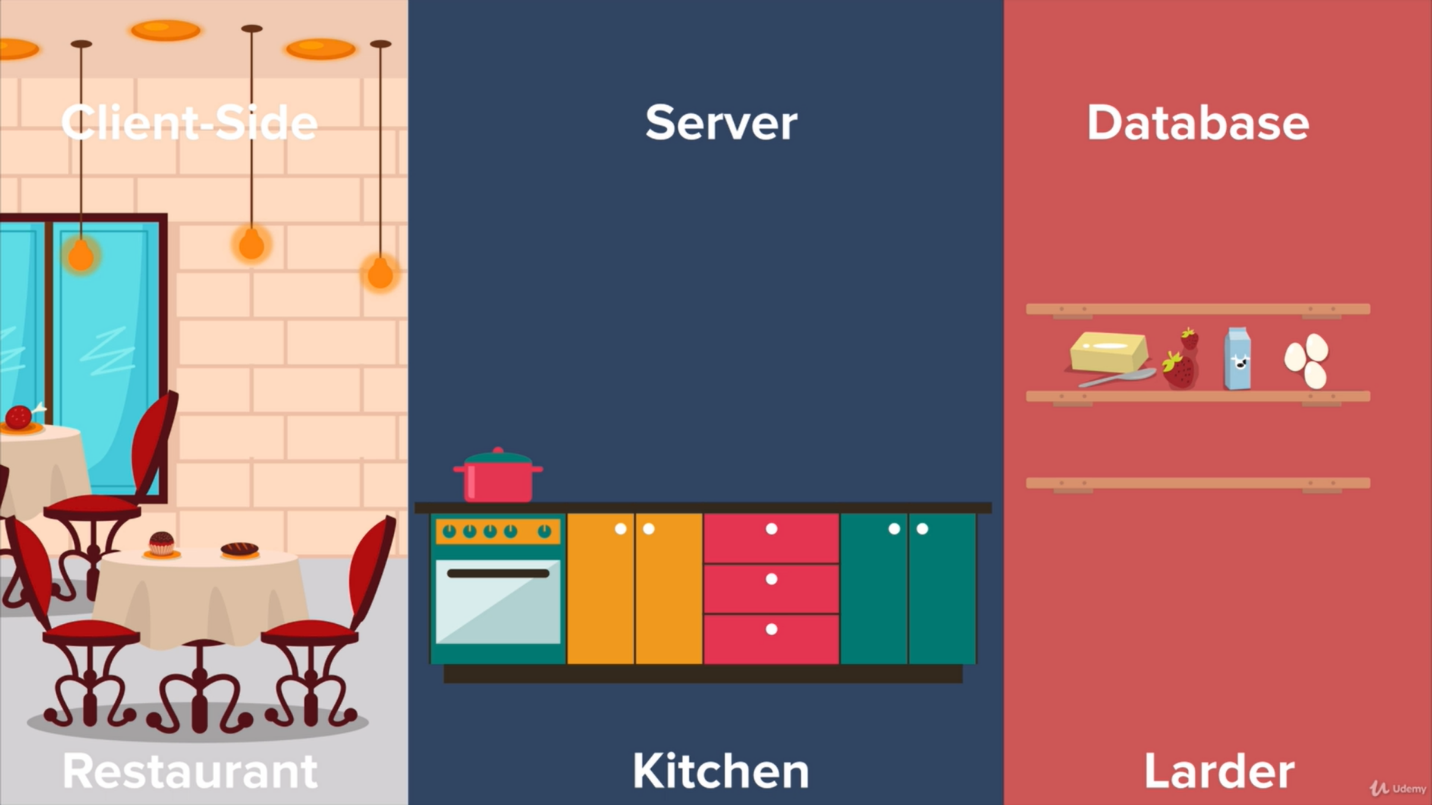 Client-Side
Server
Database
Restaurant
Kitchen
Larder
Udemy